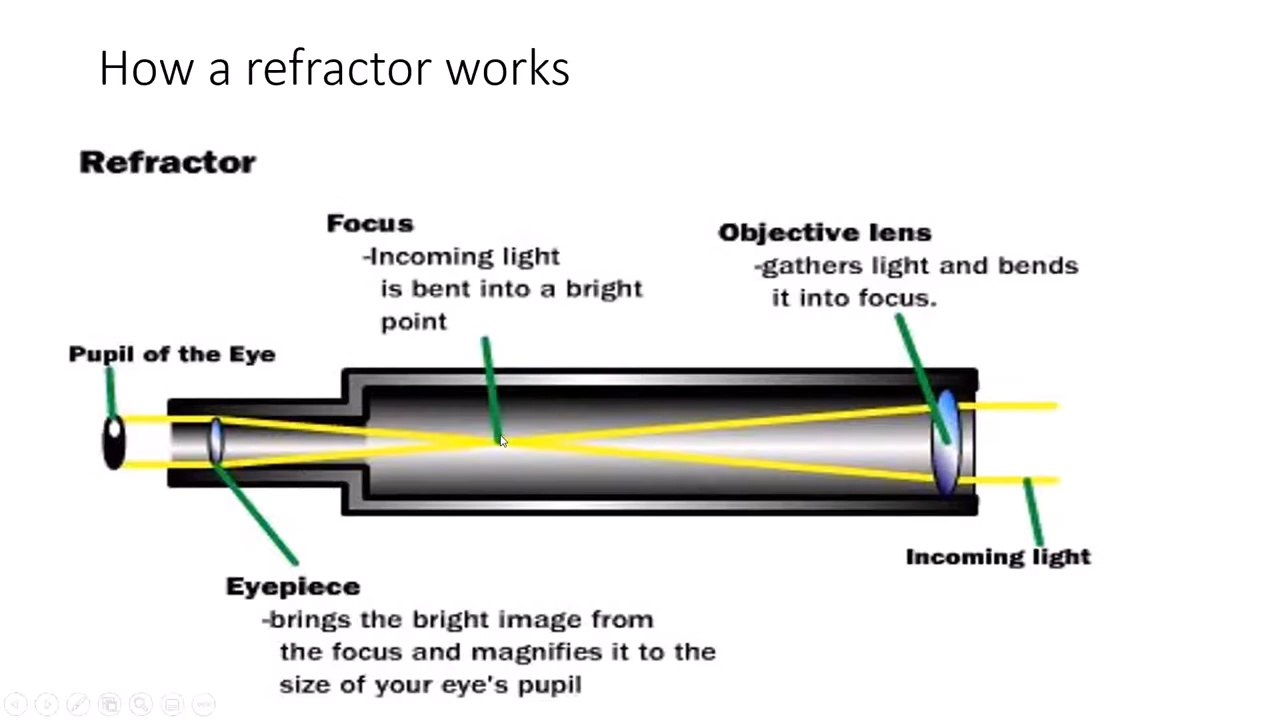 How a refractor works
Refractor
Focus
-Incoming light
is bent into a bright
point
Objective lens
-gathers light and bends
it into focus.
Pupil of the Eye
Incoming light
Eyepiece
-brings the bright image from
the focus and magnifies it to the
size of your eye's pupil